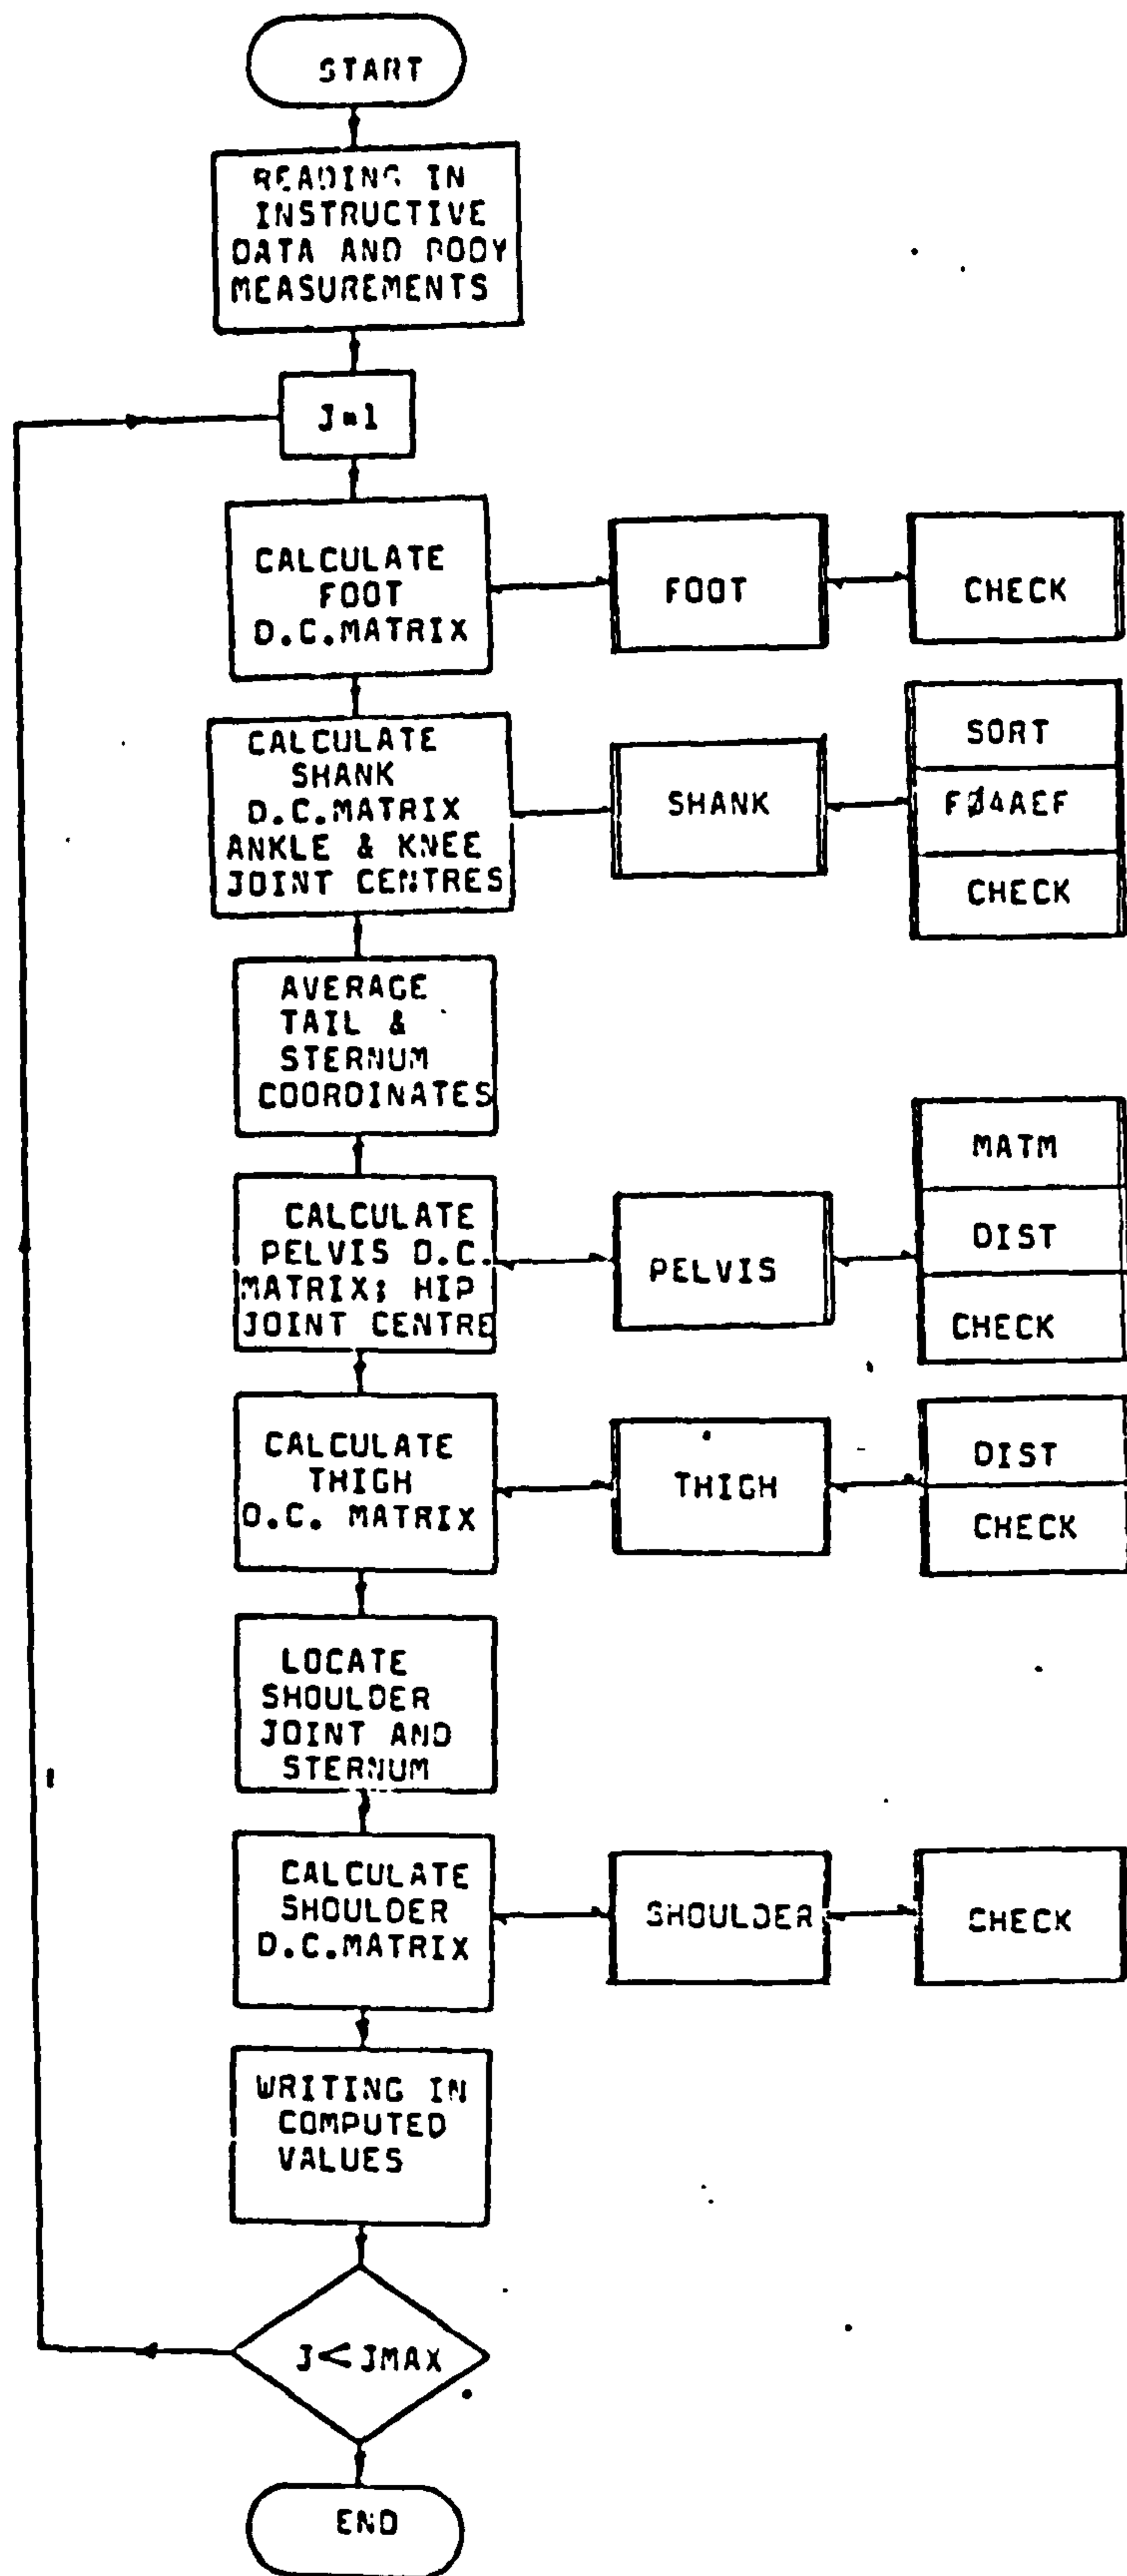 START
READING IN
INSTRUCTIVE
DATA AND BODY
MEASUREMENTS
J=1
CALCULATE
FOOT
D.C.MATRIX
FOOT
CHECK
CALCULATE
SHANK
D.C.MATRIX
ANKLE & KNEE
JOINT CENTRES
SHANK
SORT
FØ4AEF
CHECK
AVERAGE
TAIL &
STERNUM
COORDINATES
CALCULATE
PELVIS D.C.
MATRIX; HIP
JOINT CENTRE
PELVIS
MATM
DIST
CHECK
CALCULATE
THIGH
D.C. MATRIX
THIGH
DIST
CHECK
LOCATE
SHOULDER
JOINT AND
STERNUM
CALCULATE
SHOULDER
D.C.MATRIX
SHOULDER
CHECK
WRITING IN
COMPUTED
VALUES
J<JMAX
END